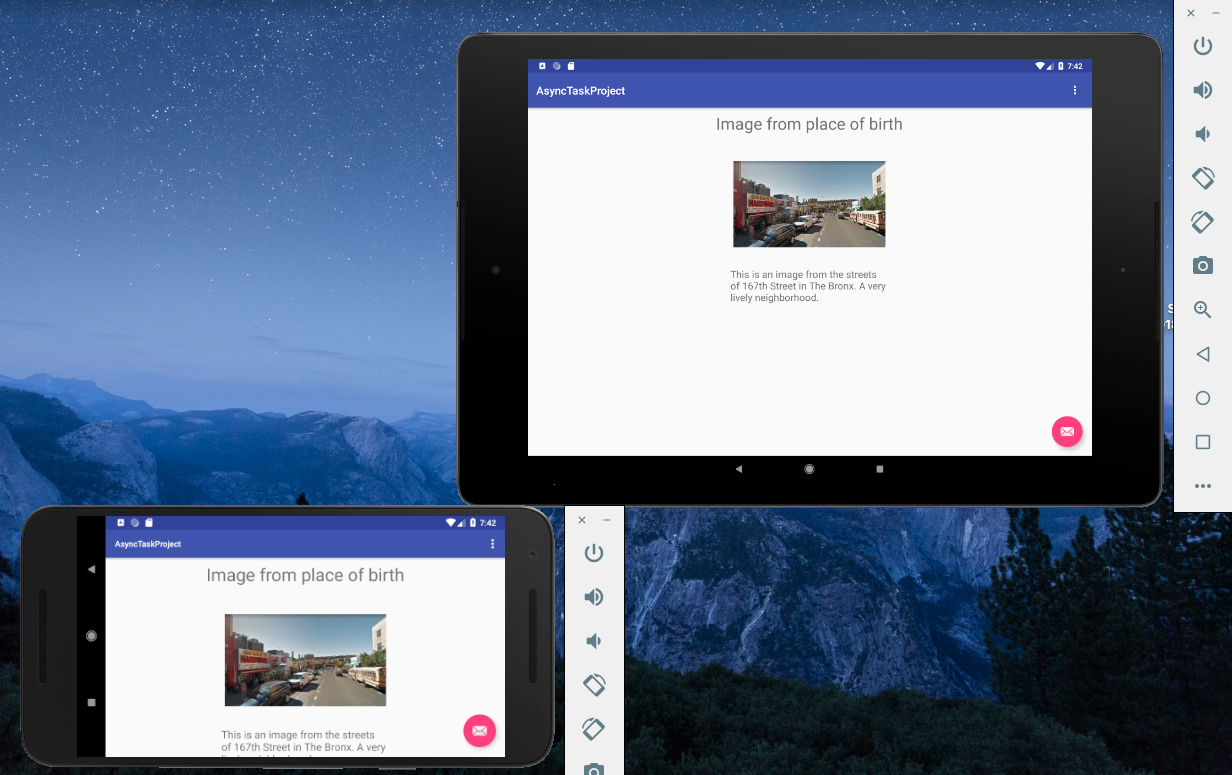 7:42
AsyncTaskProject
Image from place of birth
HARDWARE
This is an image from the streets
of 167th Street in The Bronx. A very
lively neighborhood.
7:42
AsyncTaskProject
Image from place of birth
This is an image from the streets
of 167th Street in The Bronx. A very